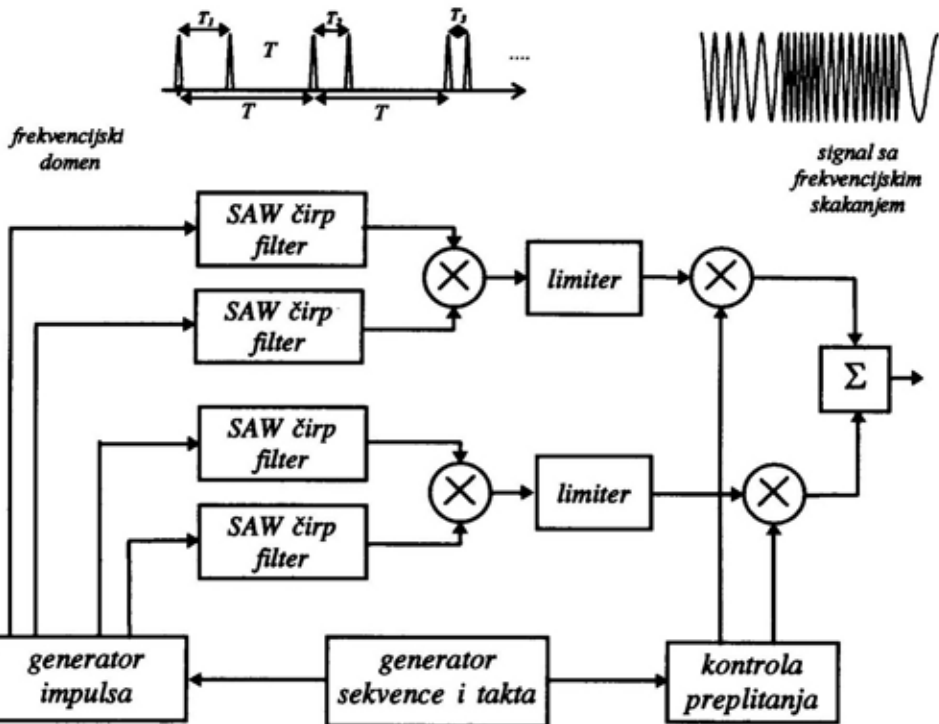 T₁
T
T₂
T₃
....
T
T
frekvencijski
domen
signal sa
frekvencijskim
skakanjem
SAW čirp
filter
limiter
SAW čirp
filter
Σ
SAW čirp
filter
limiter
SAW čirp
filter
generator
impulsa
generator
sekvence i takta
kontrola
preplitanja